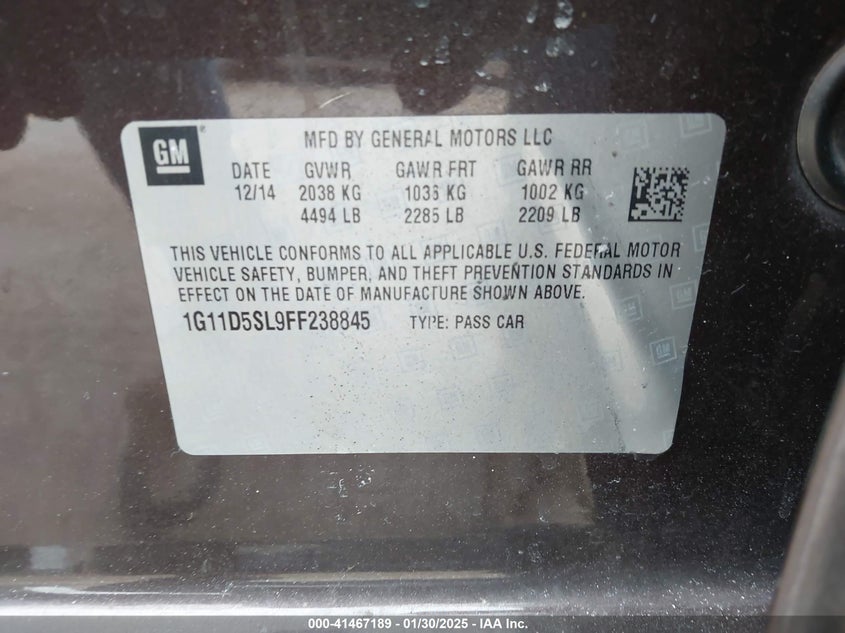 GM
MFD BY GENERAL MOTORS LLC
DATE GVWR GAWR FRT GAWR RR
12/14 2038 KG 1036 KG 1002 KG
4494 LB 2285 LB 2209 LB
THIS VEHICLE CONFORMS TO ALL APPLICABLE U.S. FEDERAL MOTOR
VEHICLE SAFETY, BUMPER, AND THEFT PREVENTION STANDARDS IN
EFFECT ON THE DATE OF MANUFACTURE SHOWN ABOVE.
1G11D5SL9FF238845 TYPE: PASS CAR
000-41467189 - 01/30/2025 - IAA Inc.